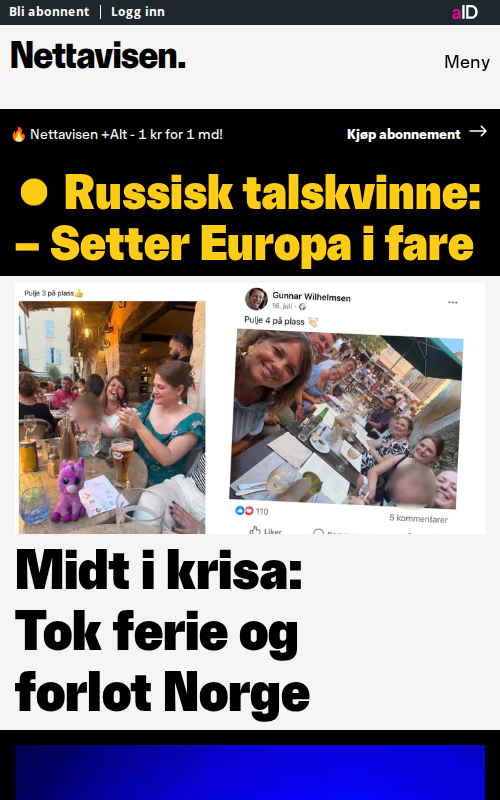 Bli abonnent | Logg inn
aID
Nettavisen.
Meny
🔥 Nettavisen +Alt - 1 kr for 1 md!
Kjøp abonnement →
Russisk talskvinne:
– Setter Europa i fare
Pulje 3 på plass👍
Gunnar Wilhelmsen
16. juli ·
Pulje 4 på plass 👏🏻
110
5 kommentarer
Liker
Midt i krisa:
Tok ferie og
forlot Norge